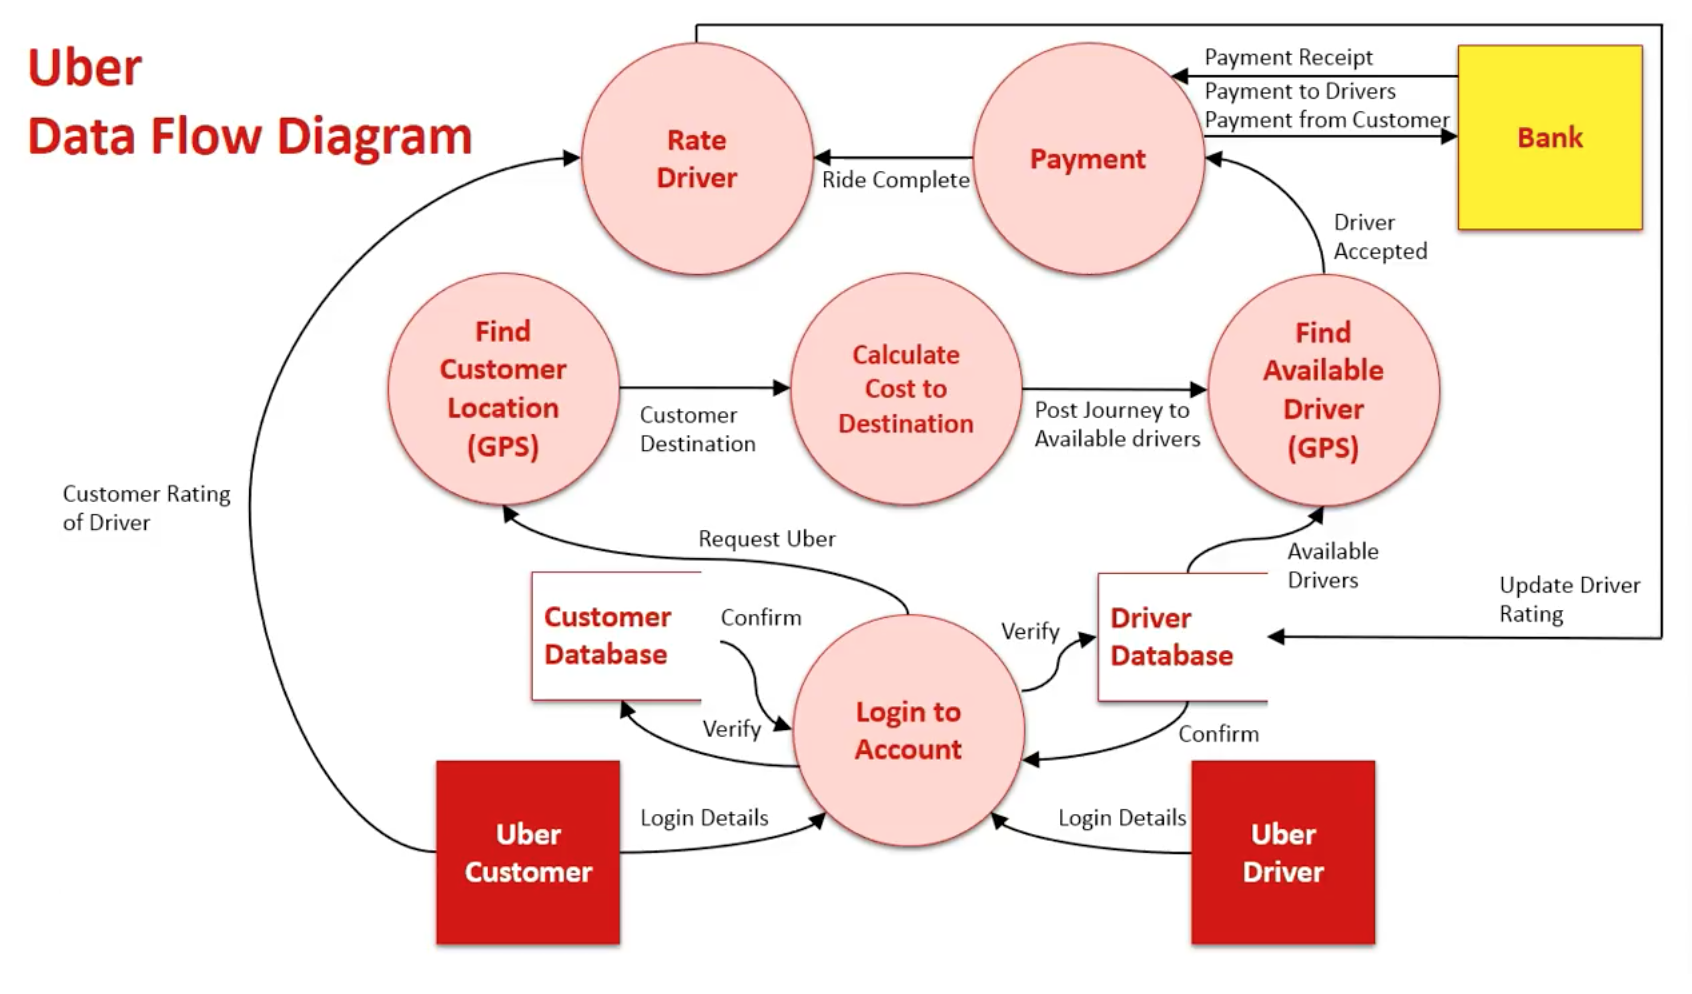 Uber
Data Flow Diagram
Rate
Driver
Payment
Payment Receipt
Payment to Drivers
Payment from Customer
Bank
Ride Complete
Driver
Accepted
Find
Customer
Location
(GPS)
Customer
Destination
Calculate
Cost to
Destination
Post Journey to
Available drivers
Find
Available
Driver
(GPS)
Customer Rating
of Driver
Request Uber
Available
Drivers
Update Driver
Rating
Customer
Database
Confirm
Verify
Verify
Driver
Database
Confirm
Login to
Account
Uber
Customer
Login Details
Login Details
Uber
Driver